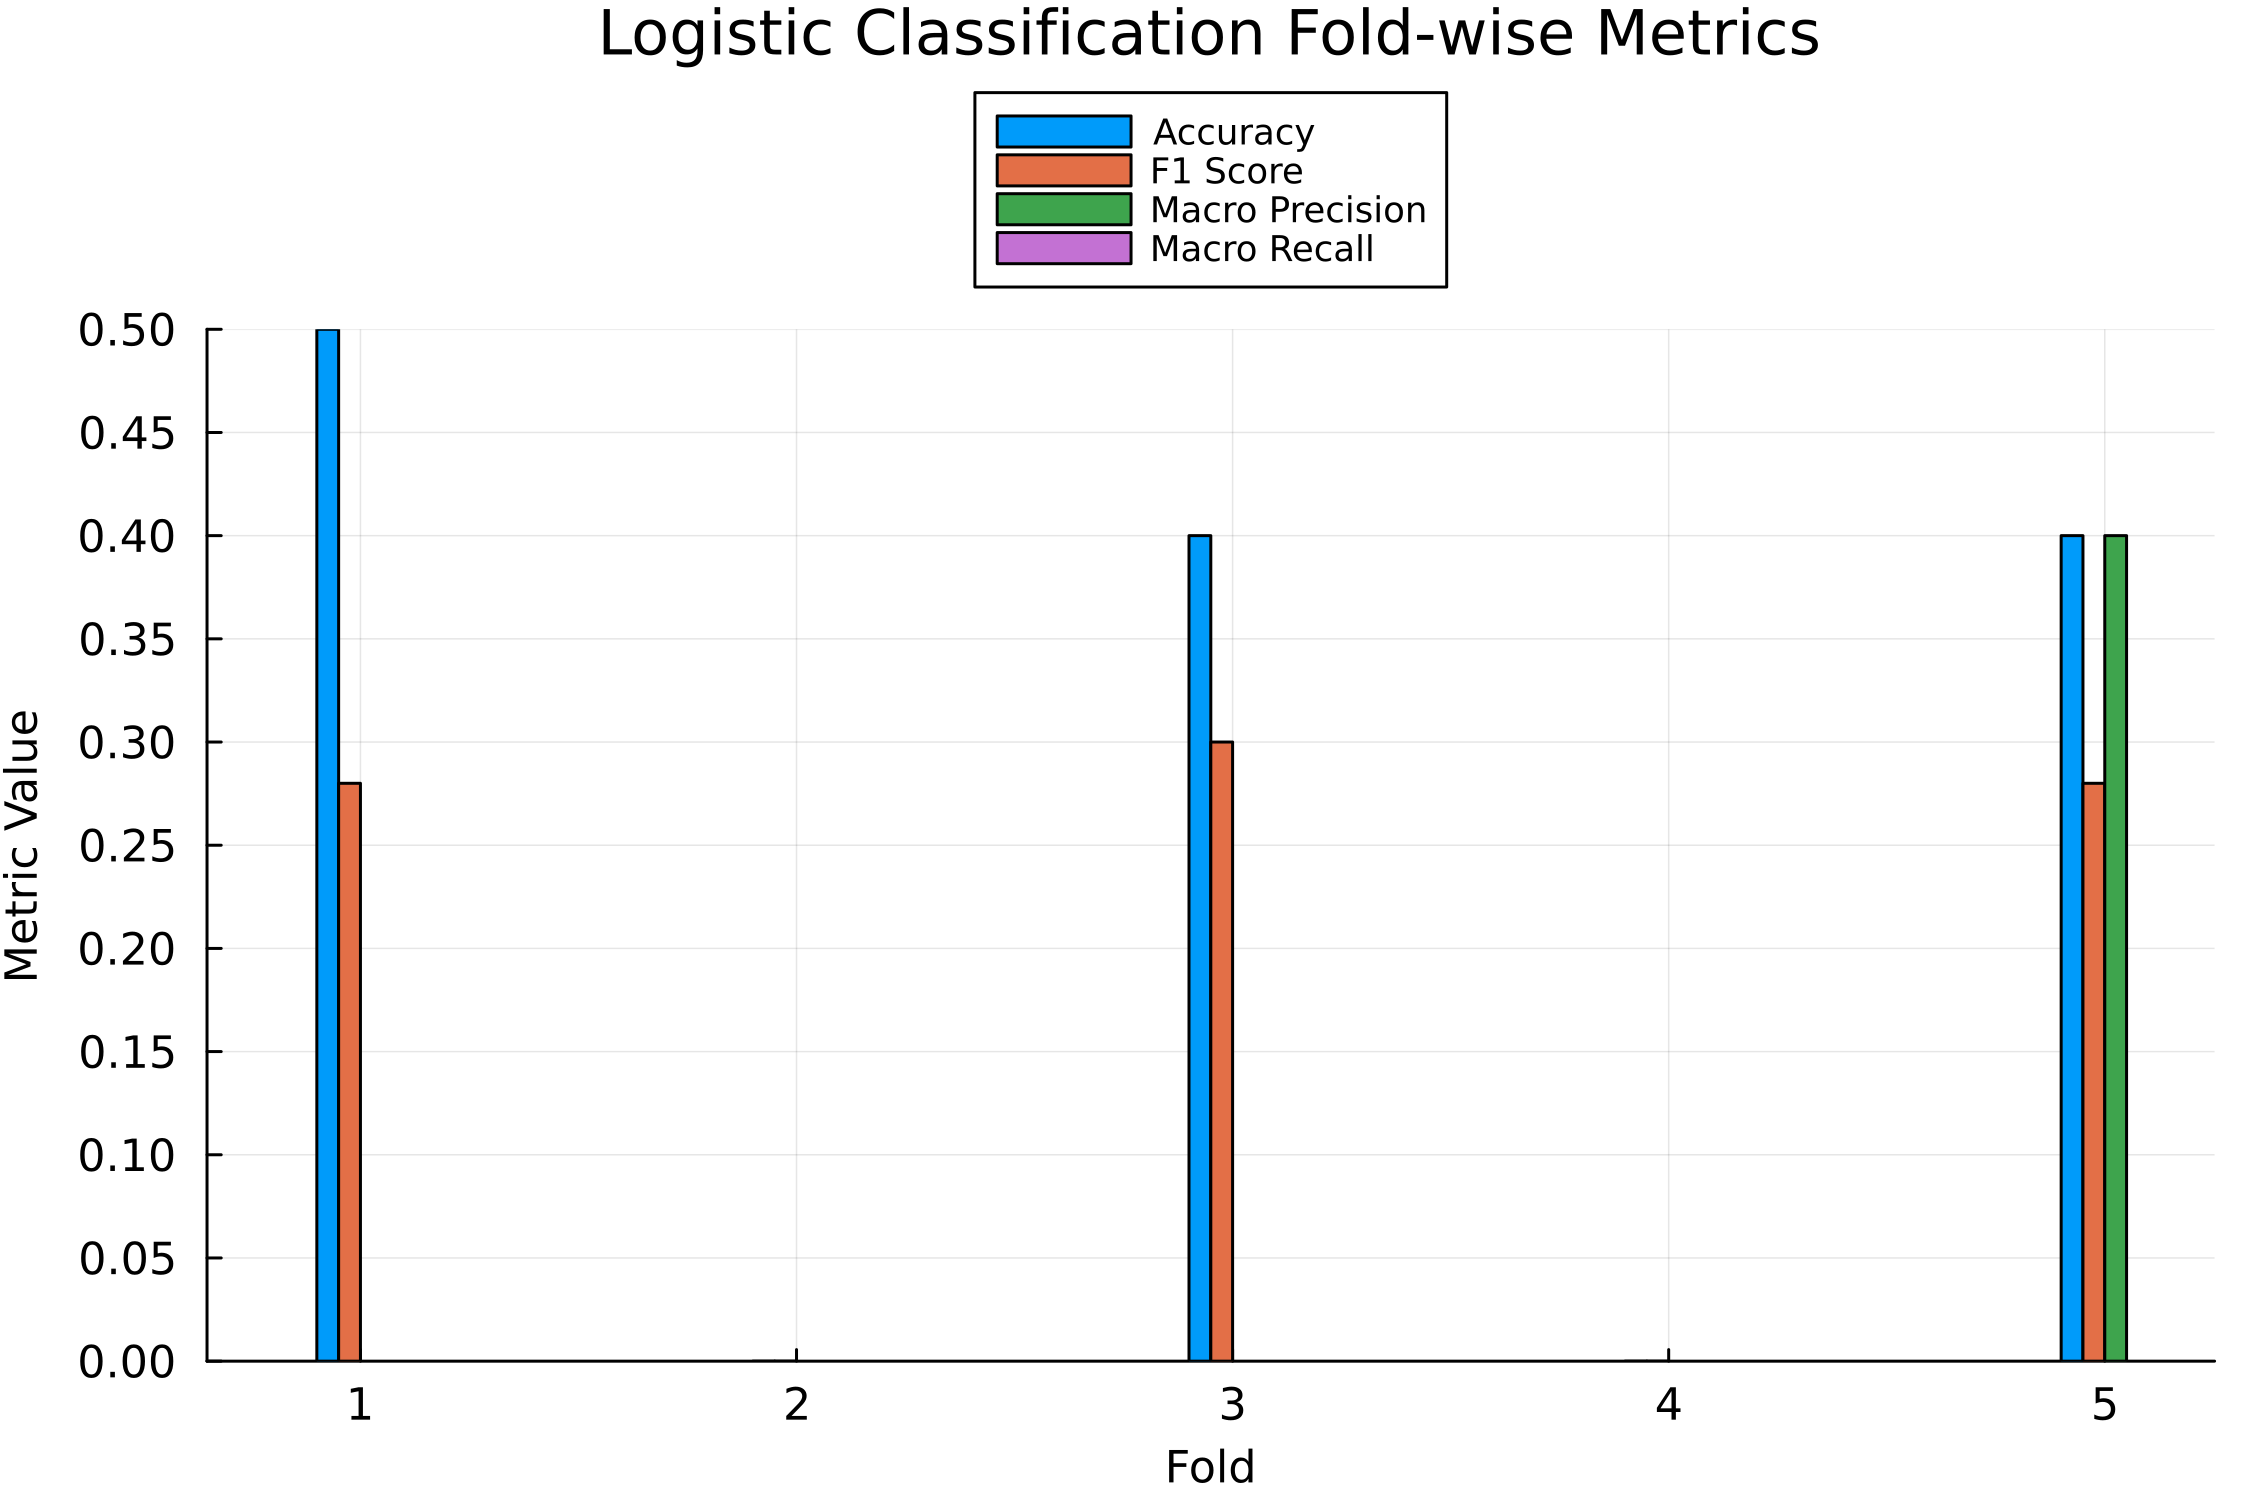 Logistic Classification Fold-wise Metrics
Accuracy
F1 Score
Macro Precision
Macro Recall
0.50
0.45
0.40
0.35
0.30
0.25
0.20
0.15
0.10
0.05
0.00
Metric Value
1 2 3 4 5
Fold